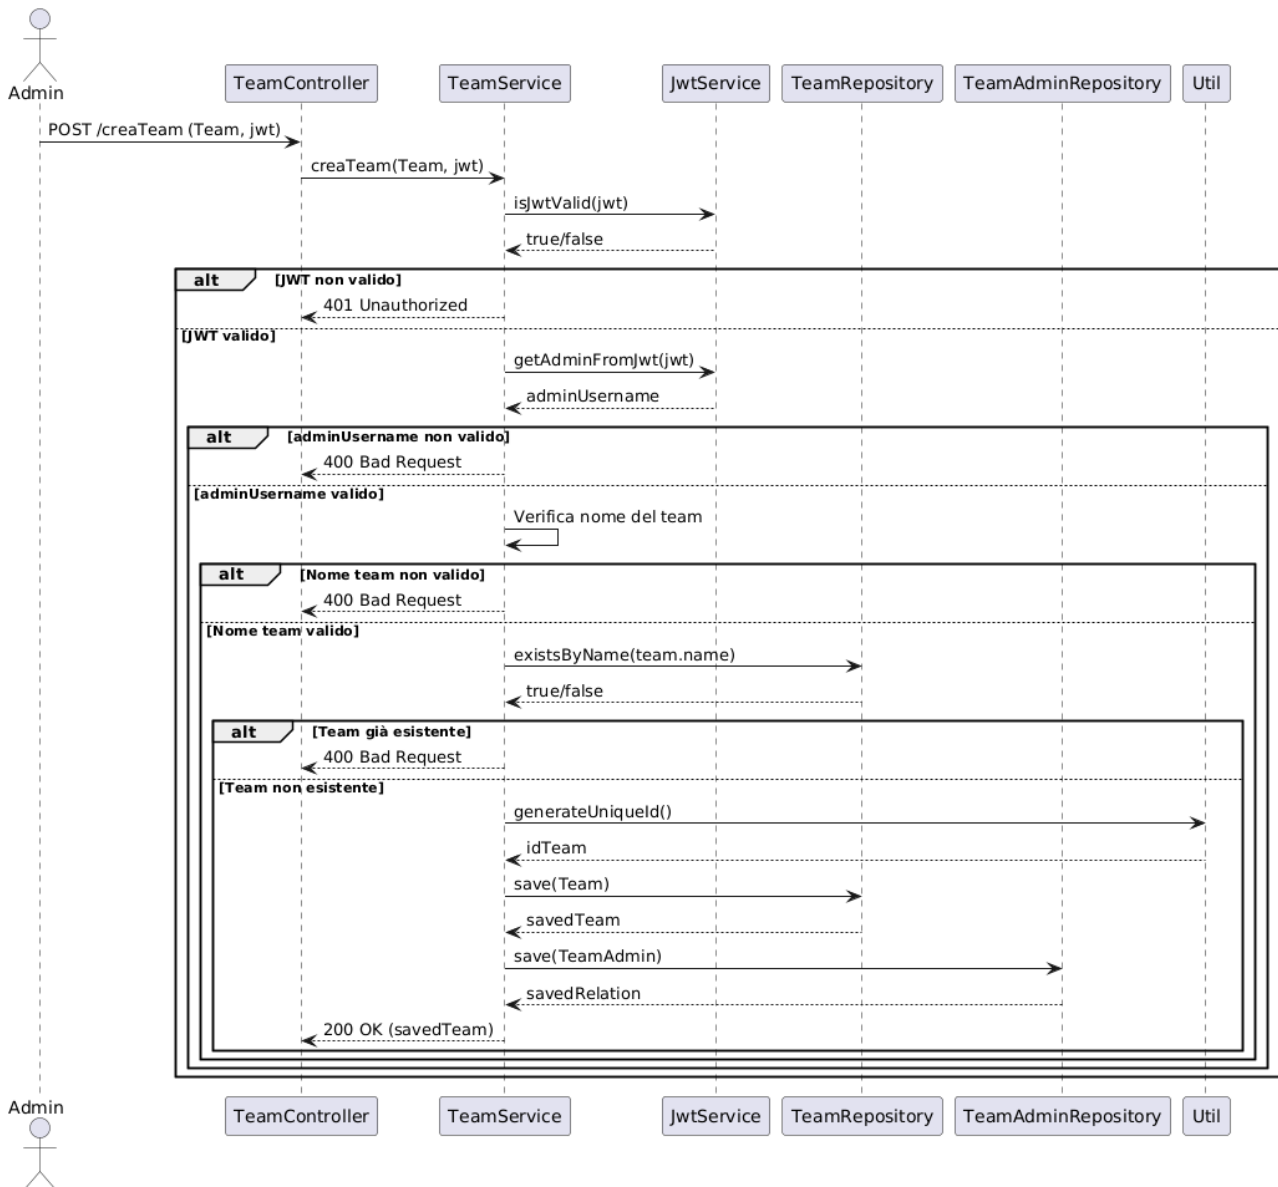 Admin
TeamController
TeamService
JwtService
TeamRepository
TeamAdminRepository
Util
POST /creaTeam (Team, jwt)
creaTeam(Team, jwt)
isJwtValid(jwt)
true/false
alt [JWT non valido]
401 Unauthorized
[JWT valido]
getAdminFromJwt(jwt)
adminUsername
alt [adminUsername non valido]
400 Bad Request
[adminUsername valido]
Verifica nome del team
alt [Nome team non valido]
400 Bad Request
[Nome team valido]
existsByName(team.name)
true/false
alt [Team già esistente]
400 Bad Request
[Team non esistente]
generateUniqueId()
idTeam
save(Team)
savedTeam
save(TeamAdmin)
savedRelation
200 OK (savedTeam)
Admin
TeamController
TeamService
JwtService
TeamRepository
TeamAdminRepository
Util